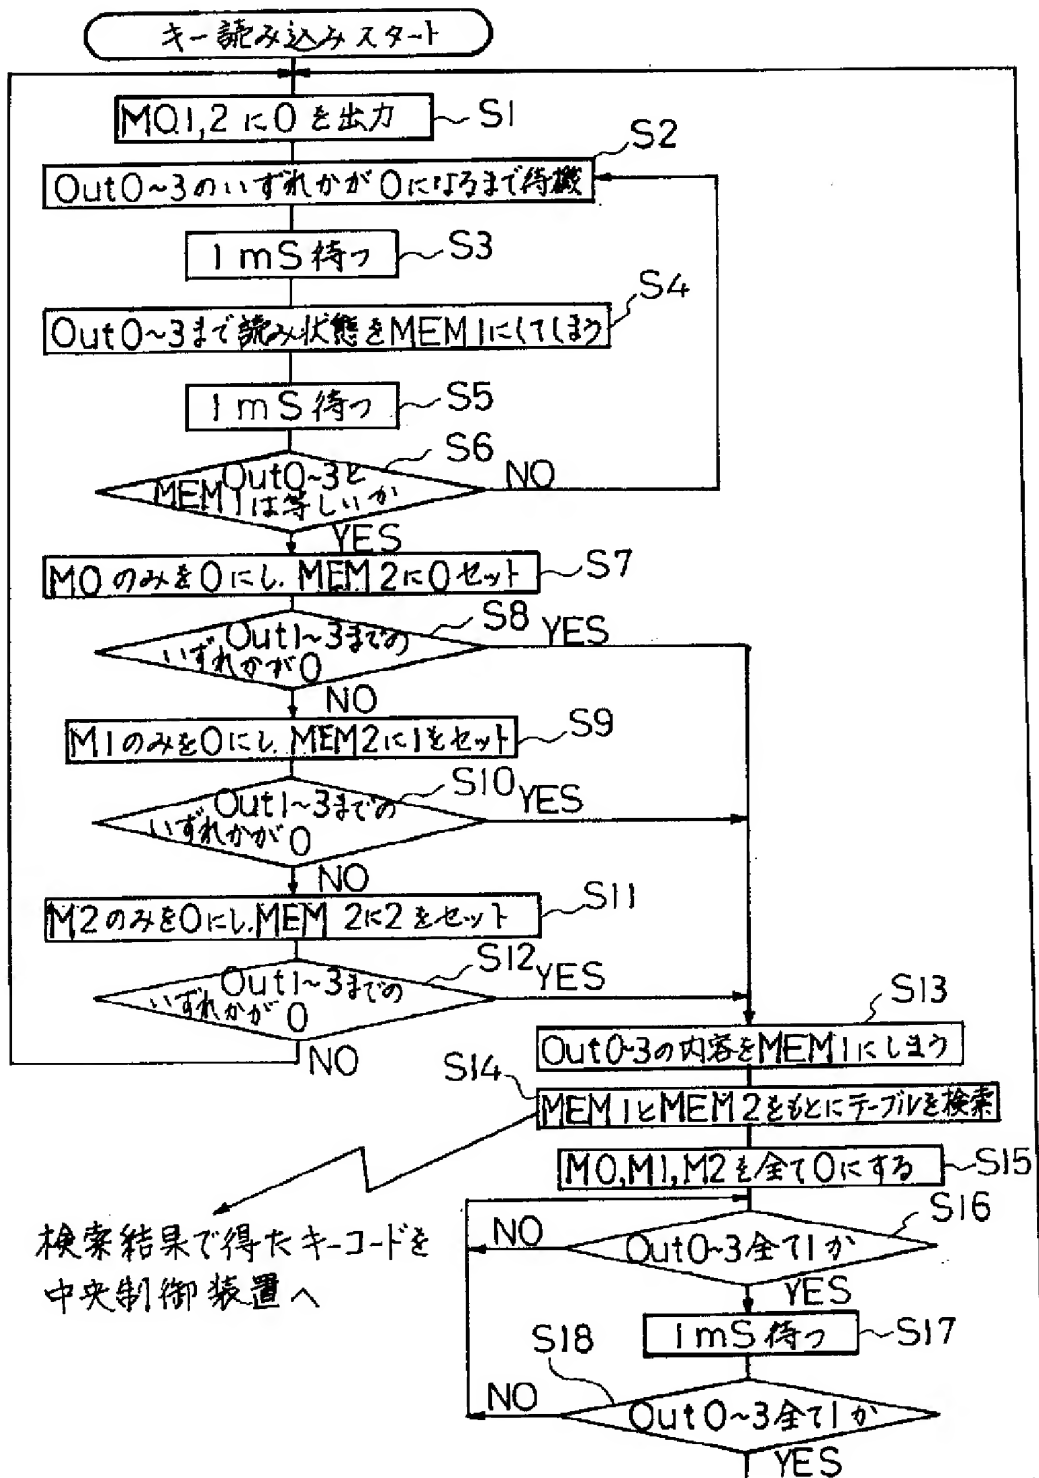 キー読み込みスタート
M0.1,2に0を出力
S1
S2
Out0~3のいずれかが0になるまで待機
1mS待つ
S3
S4
Out0~3まで読み状態をMEM1にしてしまう
1mS待つ
S5
S6
Out0~3と
MEM1は等しいか
NO
YES
M0のみを0にし.MEM2に0セット
S7
S8
YES
Out1~3までの
いずれかが0
NO
M1のみを0にし.MEM2に1をセット
S9
S10
YES
Out1~3までの
いずれかが0
NO
M2のみを0にし.MEM 2に2をセット
S11
S12
YES
Out1~3までの
いずれかが0
NO
S13
Out0~3の内容をMEM1にしまう
S14
MEM1とMEM2をもとにテーブルを検索
M0,M1,M2を全て0にする
S15
検索結果で得たキーコードを
中央制御装置へ
S16
NO
Out0~3全て1か
YES
1mS待つ
S17
S18
NO
Out0~3全て1か
YES